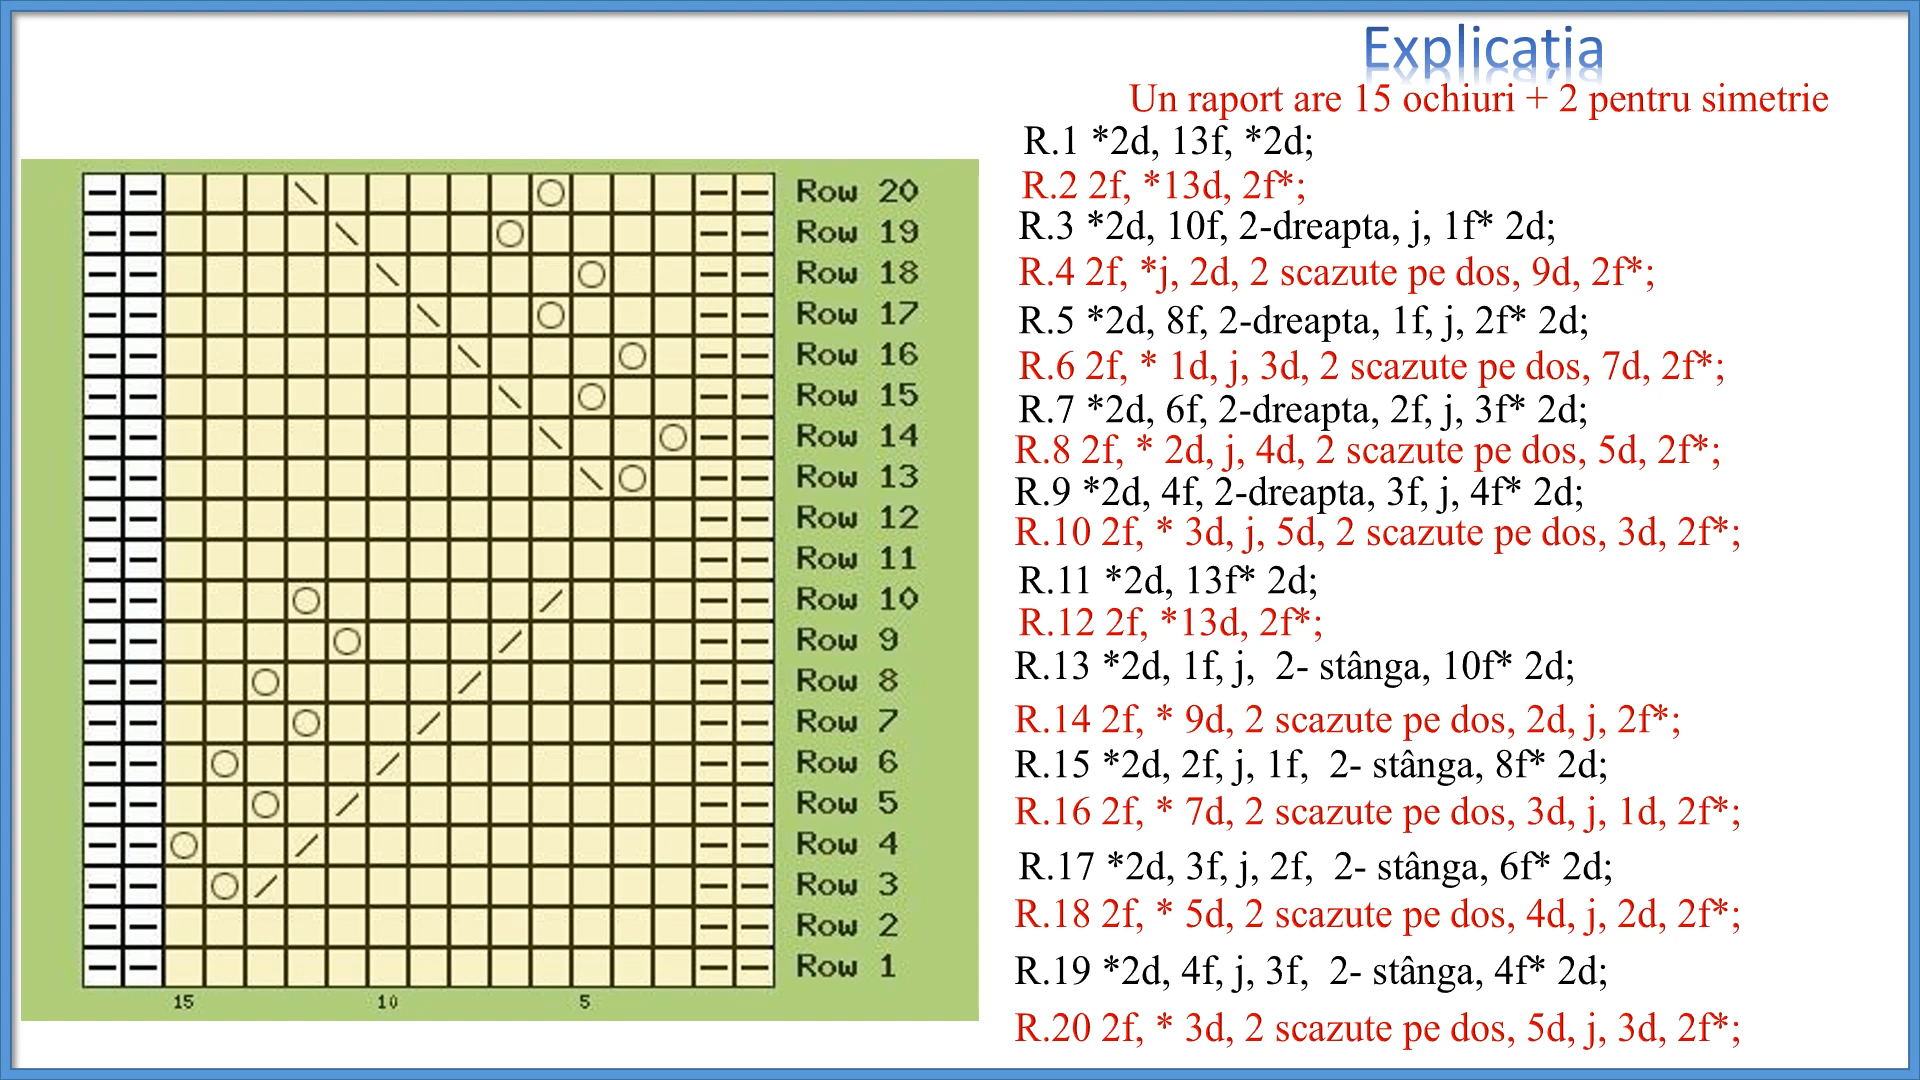 Explicația
Un raport are 15 ochiuri + 2 pentru simetrie
R.1 *2d, 13f, *2d;
R.2 2f, *13d, 2f*;
R.3 *2d, 10f, 2-dreapta, j, 1f* 2d;
R.4 2f, *j, 2d, 2 scazute pe dos, 9d, 2f*;
R.5 *2d, 8f, 2-dreapta, 1f, j, 2f* 2d;
R.6 2f, * 1d, j, 3d, 2 scazute pe dos, 7d, 2f*;
R.7 *2d, 6f, 2-dreapta, 2f, j, 3f* 2d;
R.8 2f, * 2d, j, 4d, 2 scazute pe dos, 5d, 2f*;
R.9 *2d, 4f, 2-dreapta, 3f, j, 4f* 2d;
R.10 2f, * 3d, j, 5d, 2 scazute pe dos, 3d, 2f*;
R.11 *2d, 13f* 2d;
R.12 2f, *13d, 2f*;
R.13 *2d, 1f, j, 2- stânga, 10f* 2d;
R.14 2f, * 9d, 2 scazute pe dos, 2d, j, 2f*;
R.15 *2d, 2f, j, 1f, 2- stânga, 8f* 2d;
R.16 2f, * 7d, 2 scazute pe dos, 3d, j, 1d, 2f*;
R.17 *2d, 3f, j, 2f, 2- stânga, 6f* 2d;
R.18 2f, * 5d, 2 scazute pe dos, 4d, j, 2d, 2f*;
R.19 *2d, 4f, j, 3f, 2- stânga, 4f* 2d;
R.20 2f, * 3d, 2 scazute pe dos, 5d, j, 3d, 2f*;
Row 20
Row 19
Row 18
Row 17
Row 16
Row 15
Row 14
Row 13
Row 12
Row 11
Row 10
Row 9
Row 8
Row 7
Row 6
Row 5
Row 4
Row 3
Row 2
Row 1
15 10 5